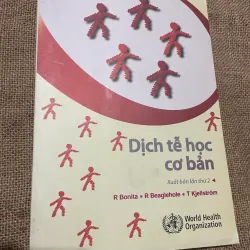 Dịch tễ học
cơ bản
Xuất bản lần thứ 2
R Bonita • R Beaglehole • T Kjellström
World Health
Organization